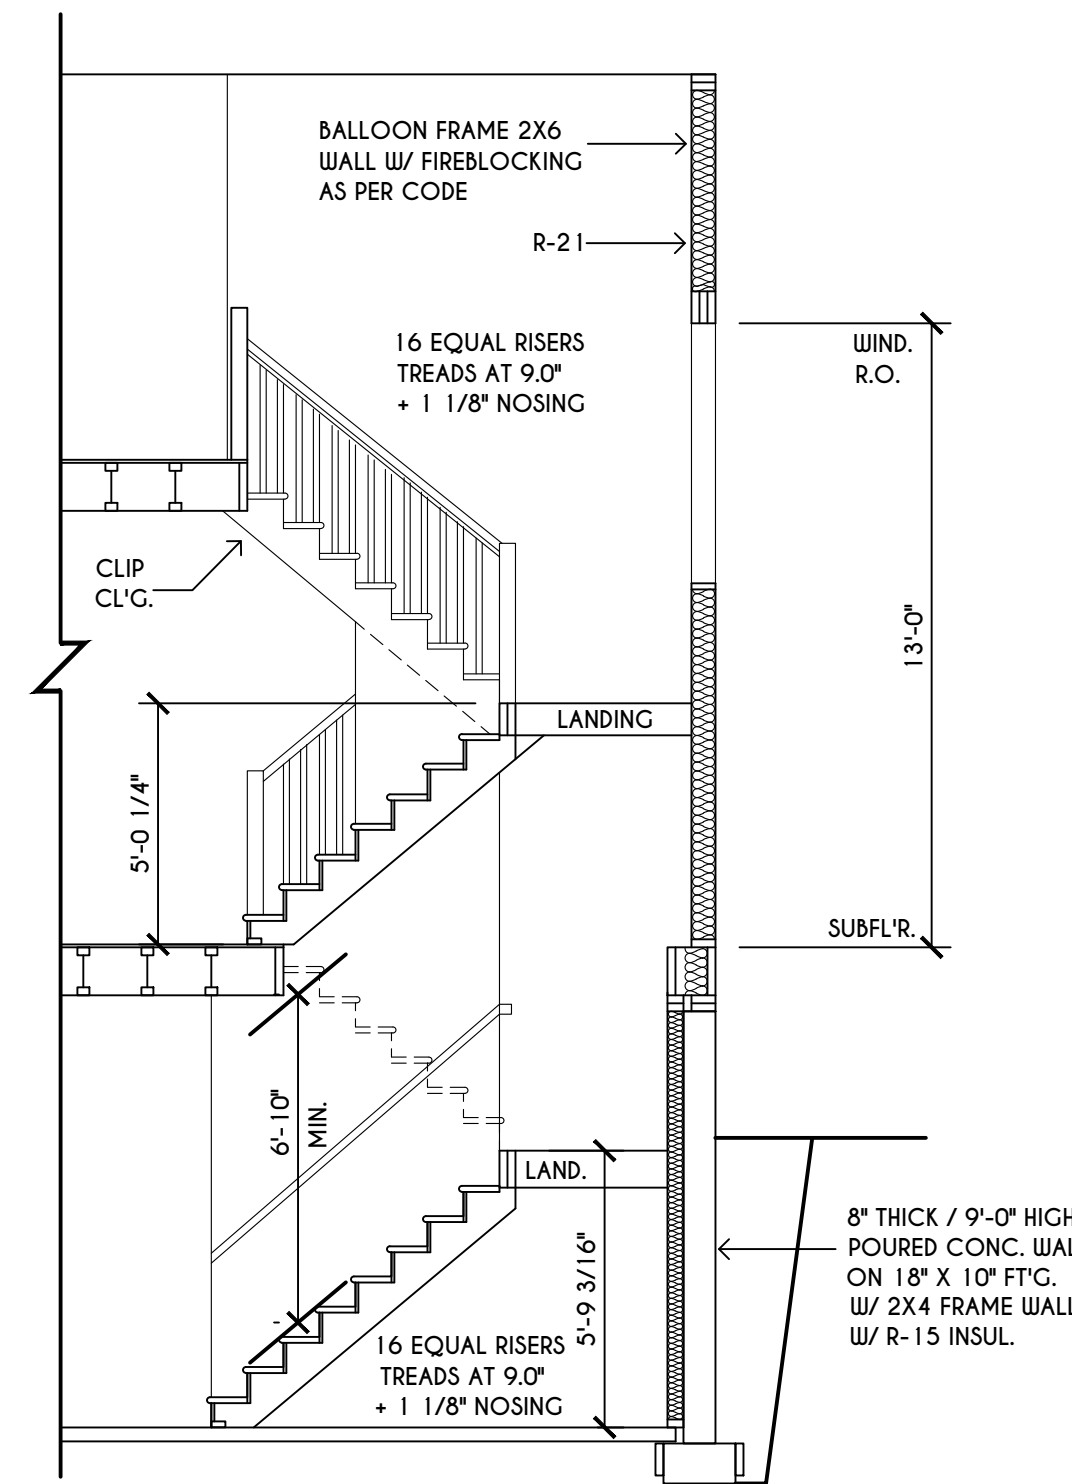 BALLOON FRAME 2X6
WALL W/ FIREBLOCKING
AS PER CODE
R-21
16 EQUAL RISERS
TREADS AT 9.0"
+ 1 1/8" NOSING
WIND.
R.O.
CLIP
CL'G.
13'-0"
LANDING
5'-0 1/4"
SUBFL'R.
6'-10"
MIN.
LAND.
8" THICK / 9'-0" HIGH
POURED CONC. WAL
ON 18" X 10" FT'G.
W/ 2X4 FRAME WALL
W/ R-15 INSUL.
5'-9 3/16"
16 EQUAL RISERS
TREADS AT 9.0"
+ 1 1/8" NOSING